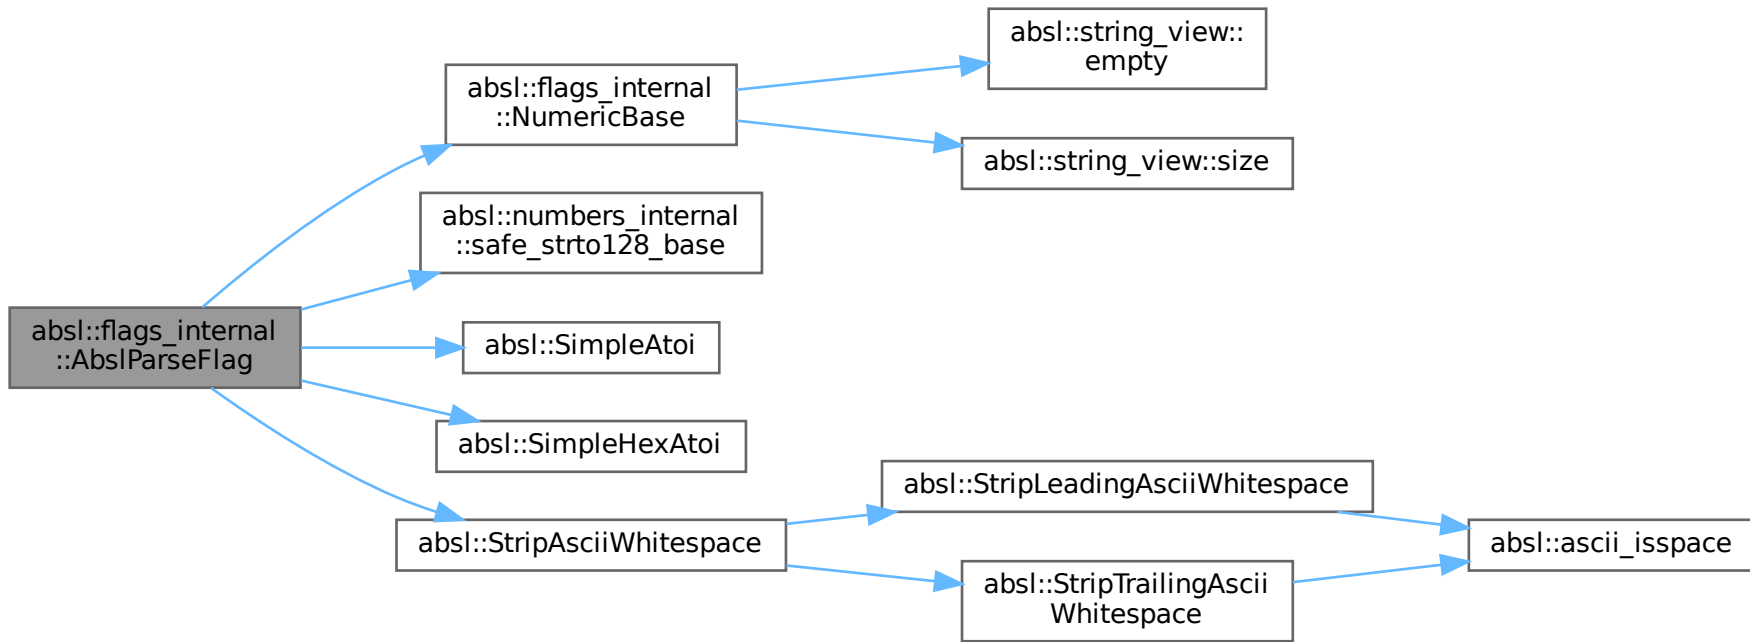 absl::string_view::
empty
absl::flags_internal
::NumericBase
absl::string_view::size
absl::numbers_internal
::safe_strto128_base
absl::flags_internal
::AbslParseFlag
absl::SimpleAtoi
absl::SimpleHexAtoi
absl::StripLeadingAsciiWhitespace
absl::StripAsciiWhitespace
absl::ascii_isspace
absl::StripTrailingAscii
Whitespace